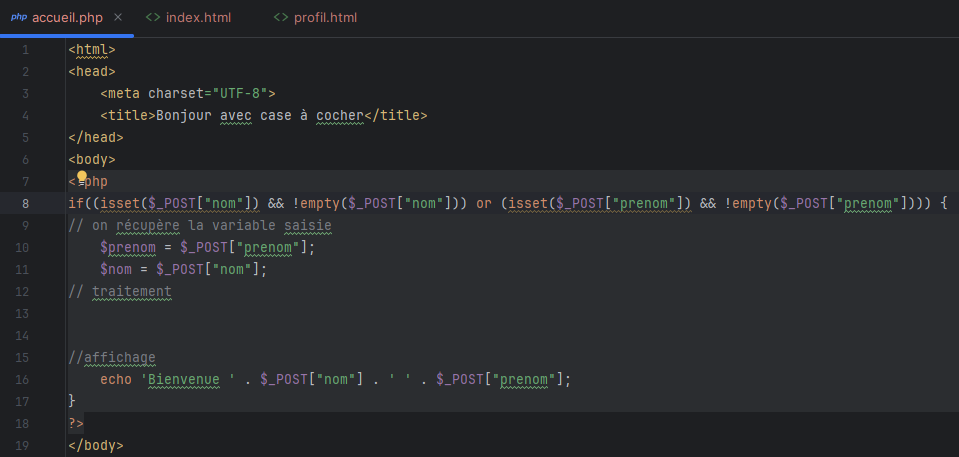 php accueil.php × <> index.html <> profil.html
1 <html>
2 <head>
3 <meta charset="UTF-8">
4 <title>Bonjour avec case à cocher</title>
5 </head>
6 <body>
7 <?php
8 if((isset($_POST["nom"]) && !empty($_POST["nom"])) or (isset($_POST["prenom"]) && !empty($_POST["prenom"]))) {
9 // on récupère la variable saisie
10 $prenom = $_POST["prenom"];
11 $nom = $_POST["nom"];
12 // traitement
13
14
15 //affichage
16 echo 'Bienvenue ' . $_POST["nom"] . ' ' . $_POST["prenom"];
17 }
18 ?>
19 </body>